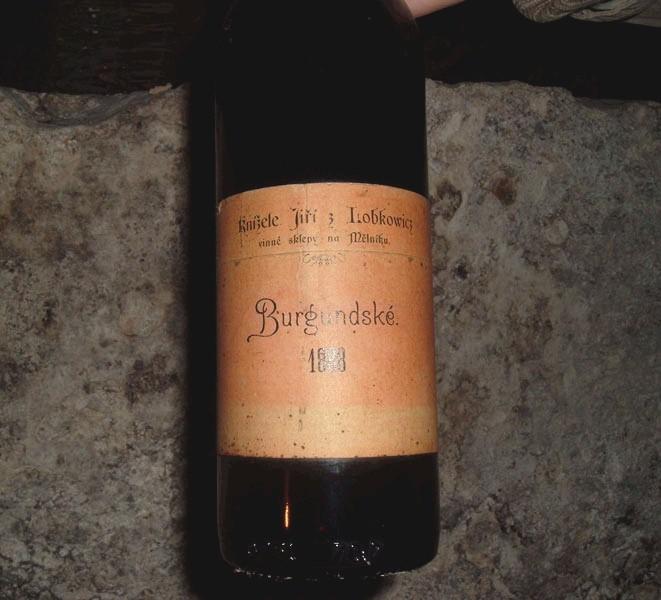 Knížete Jiří z Lobkowicz
vinné sklepy na Mělníku.
Burgundské.